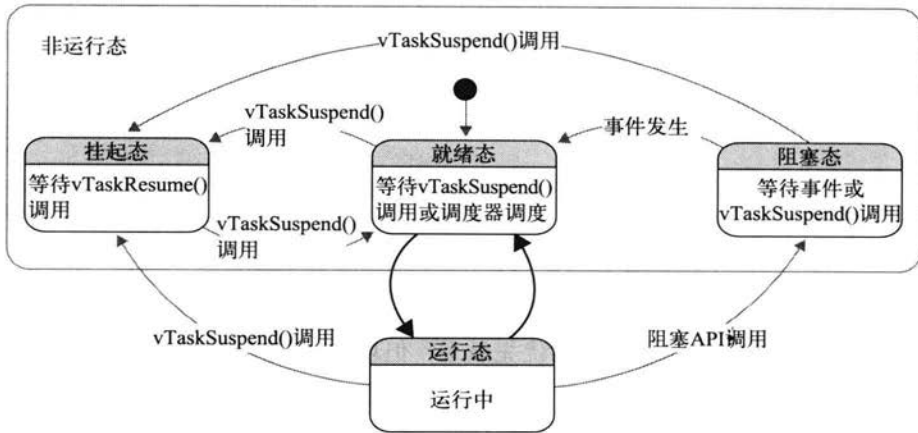 非运行态
vTaskSuspend()调用
vTaskSuspend()
调用
事件发生
挂起态
等待vTaskResume()
调用
就绪态
等待vTaskSuspend()
调用或调度器调度
阻塞态
等待事件或
vTaskSuspend()调用
vTaskSuspend()
调用
vTaskSuspend()调用
阻塞API调用
运行态
运行中